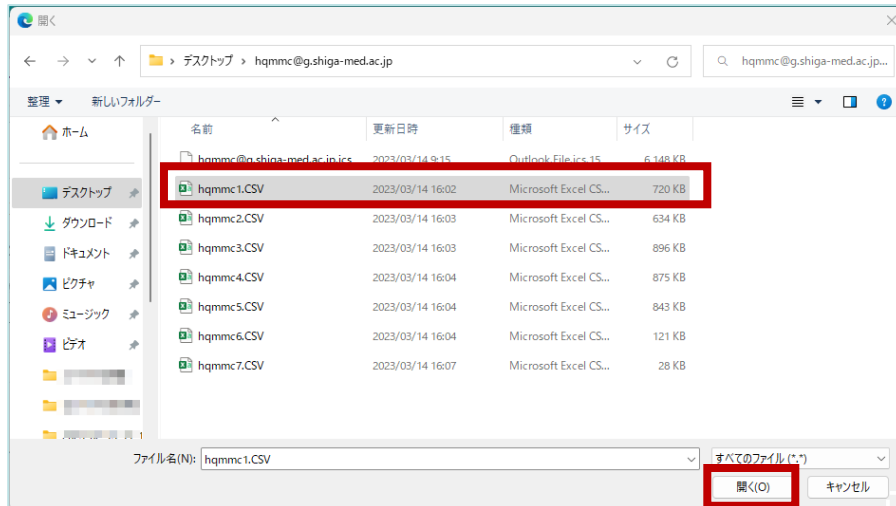 開く
デスクトップ › hqmmc@g.shiga-med.ac.jp
hqmmc@g.shiga-med.ac.jp...
整理 新しいフォルダー
ホーム
デスクトップ
ダウンロード
ドキュメント
ピクチャ
ミュージック
ビデオ
名前 更新日時 種類 サイズ
hqmmc@g.shiga-med.ac.jp.ics 2023/03/14 9:15 Outlook File.ics.15 6,148 KB
hqmmc1.CSV 2023/03/14 16:02 Microsoft Excel CS... 720 KB
hqmmc2.CSV 2023/03/14 16:03 Microsoft Excel CS... 634 KB
hqmmc3.CSV 2023/03/14 16:03 Microsoft Excel CS... 896 KB
hqmmc4.CSV 2023/03/14 16:04 Microsoft Excel CS... 875 KB
hqmmc5.CSV 2023/03/14 16:04 Microsoft Excel CS... 843 KB
hqmmc6.CSV 2023/03/14 16:04 Microsoft Excel CS... 121 KB
hqmmc7.CSV 2023/03/14 16:07 Microsoft Excel CS... 28 KB
ファイル名(N): hqmmc1.CSV すべてのファイル (*.*)
開く(O) キャンセル